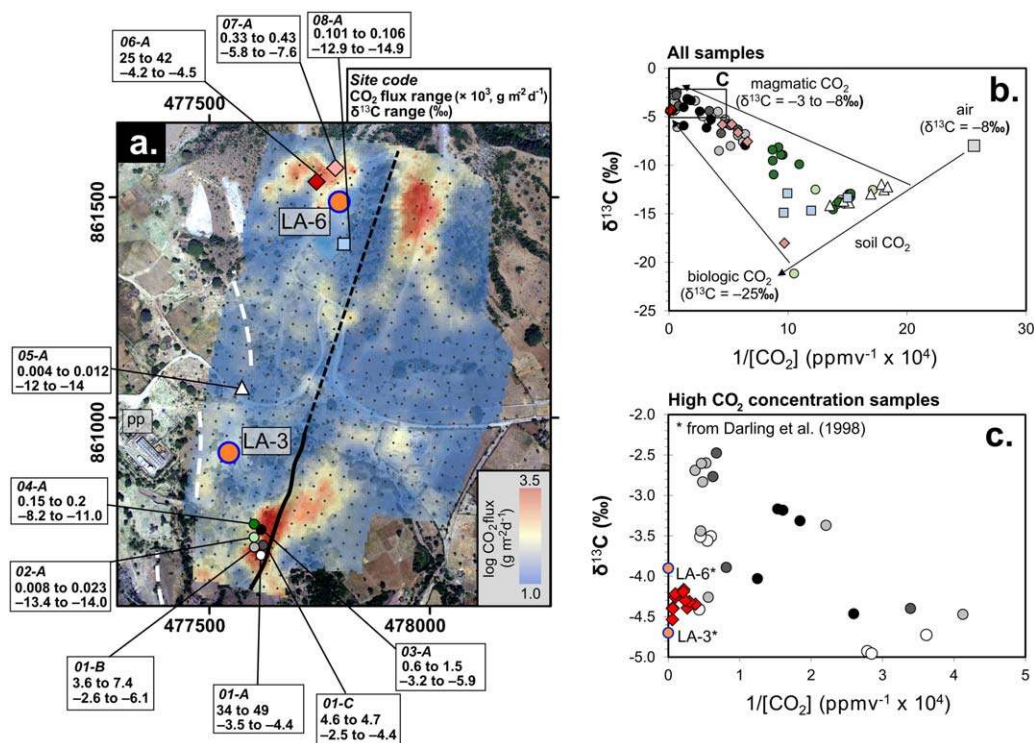 a.
06-A
25 to 42
−4.2 to −4.5
07-A
0.33 to 0.43
−5.8 to −7.6
08-A
0.101 to 0.106
−12.9 to −14.9
Site code
CO2 flux range (× 10³, g m⁻²d⁻¹)
δ13C range (‰)
477500
861500
LA-6
05-A
0.004 to 0.012
−12 to −14
861000
pp
LA-3
04-A
0.15 to 0.2
−8.2 to −11.0
3.5
log CO2 flux
(g m⁻²d⁻¹)
1.0
02-A
0.008 to 0.023
−13.4 to −14.0
477500
478000
01-B
3.6 to 7.4
−2.6 to −6.1
01-A
34 to 49
−3.5 to −4.4
01-C
4.6 to 4.7
−2.5 to −4.4
03-A
0.6 to 1.5
−3.2 to −5.9
All samples
b.
C
magmatic CO2
(δ13C = −3 to −8‰)
air
(δ13C = −8‰)
soil CO2
biologic CO2
(δ13C = −25‰)
0
-5
-10
-15
-20
-25
δ13C (‰)
0
10
20
30
1/[CO2] (ppmv-1 x 10⁴)
High CO2 concentration samples
* from Darling et al. (1998)
c.
-2.0
-2.5
-3.0
-3.5
-4.0
-4.5
-5.0
δ13C (‰)
LA-6*
LA-3*
0
1
2
3
4
5
1/[CO2] (ppmv-1 x 10⁴)